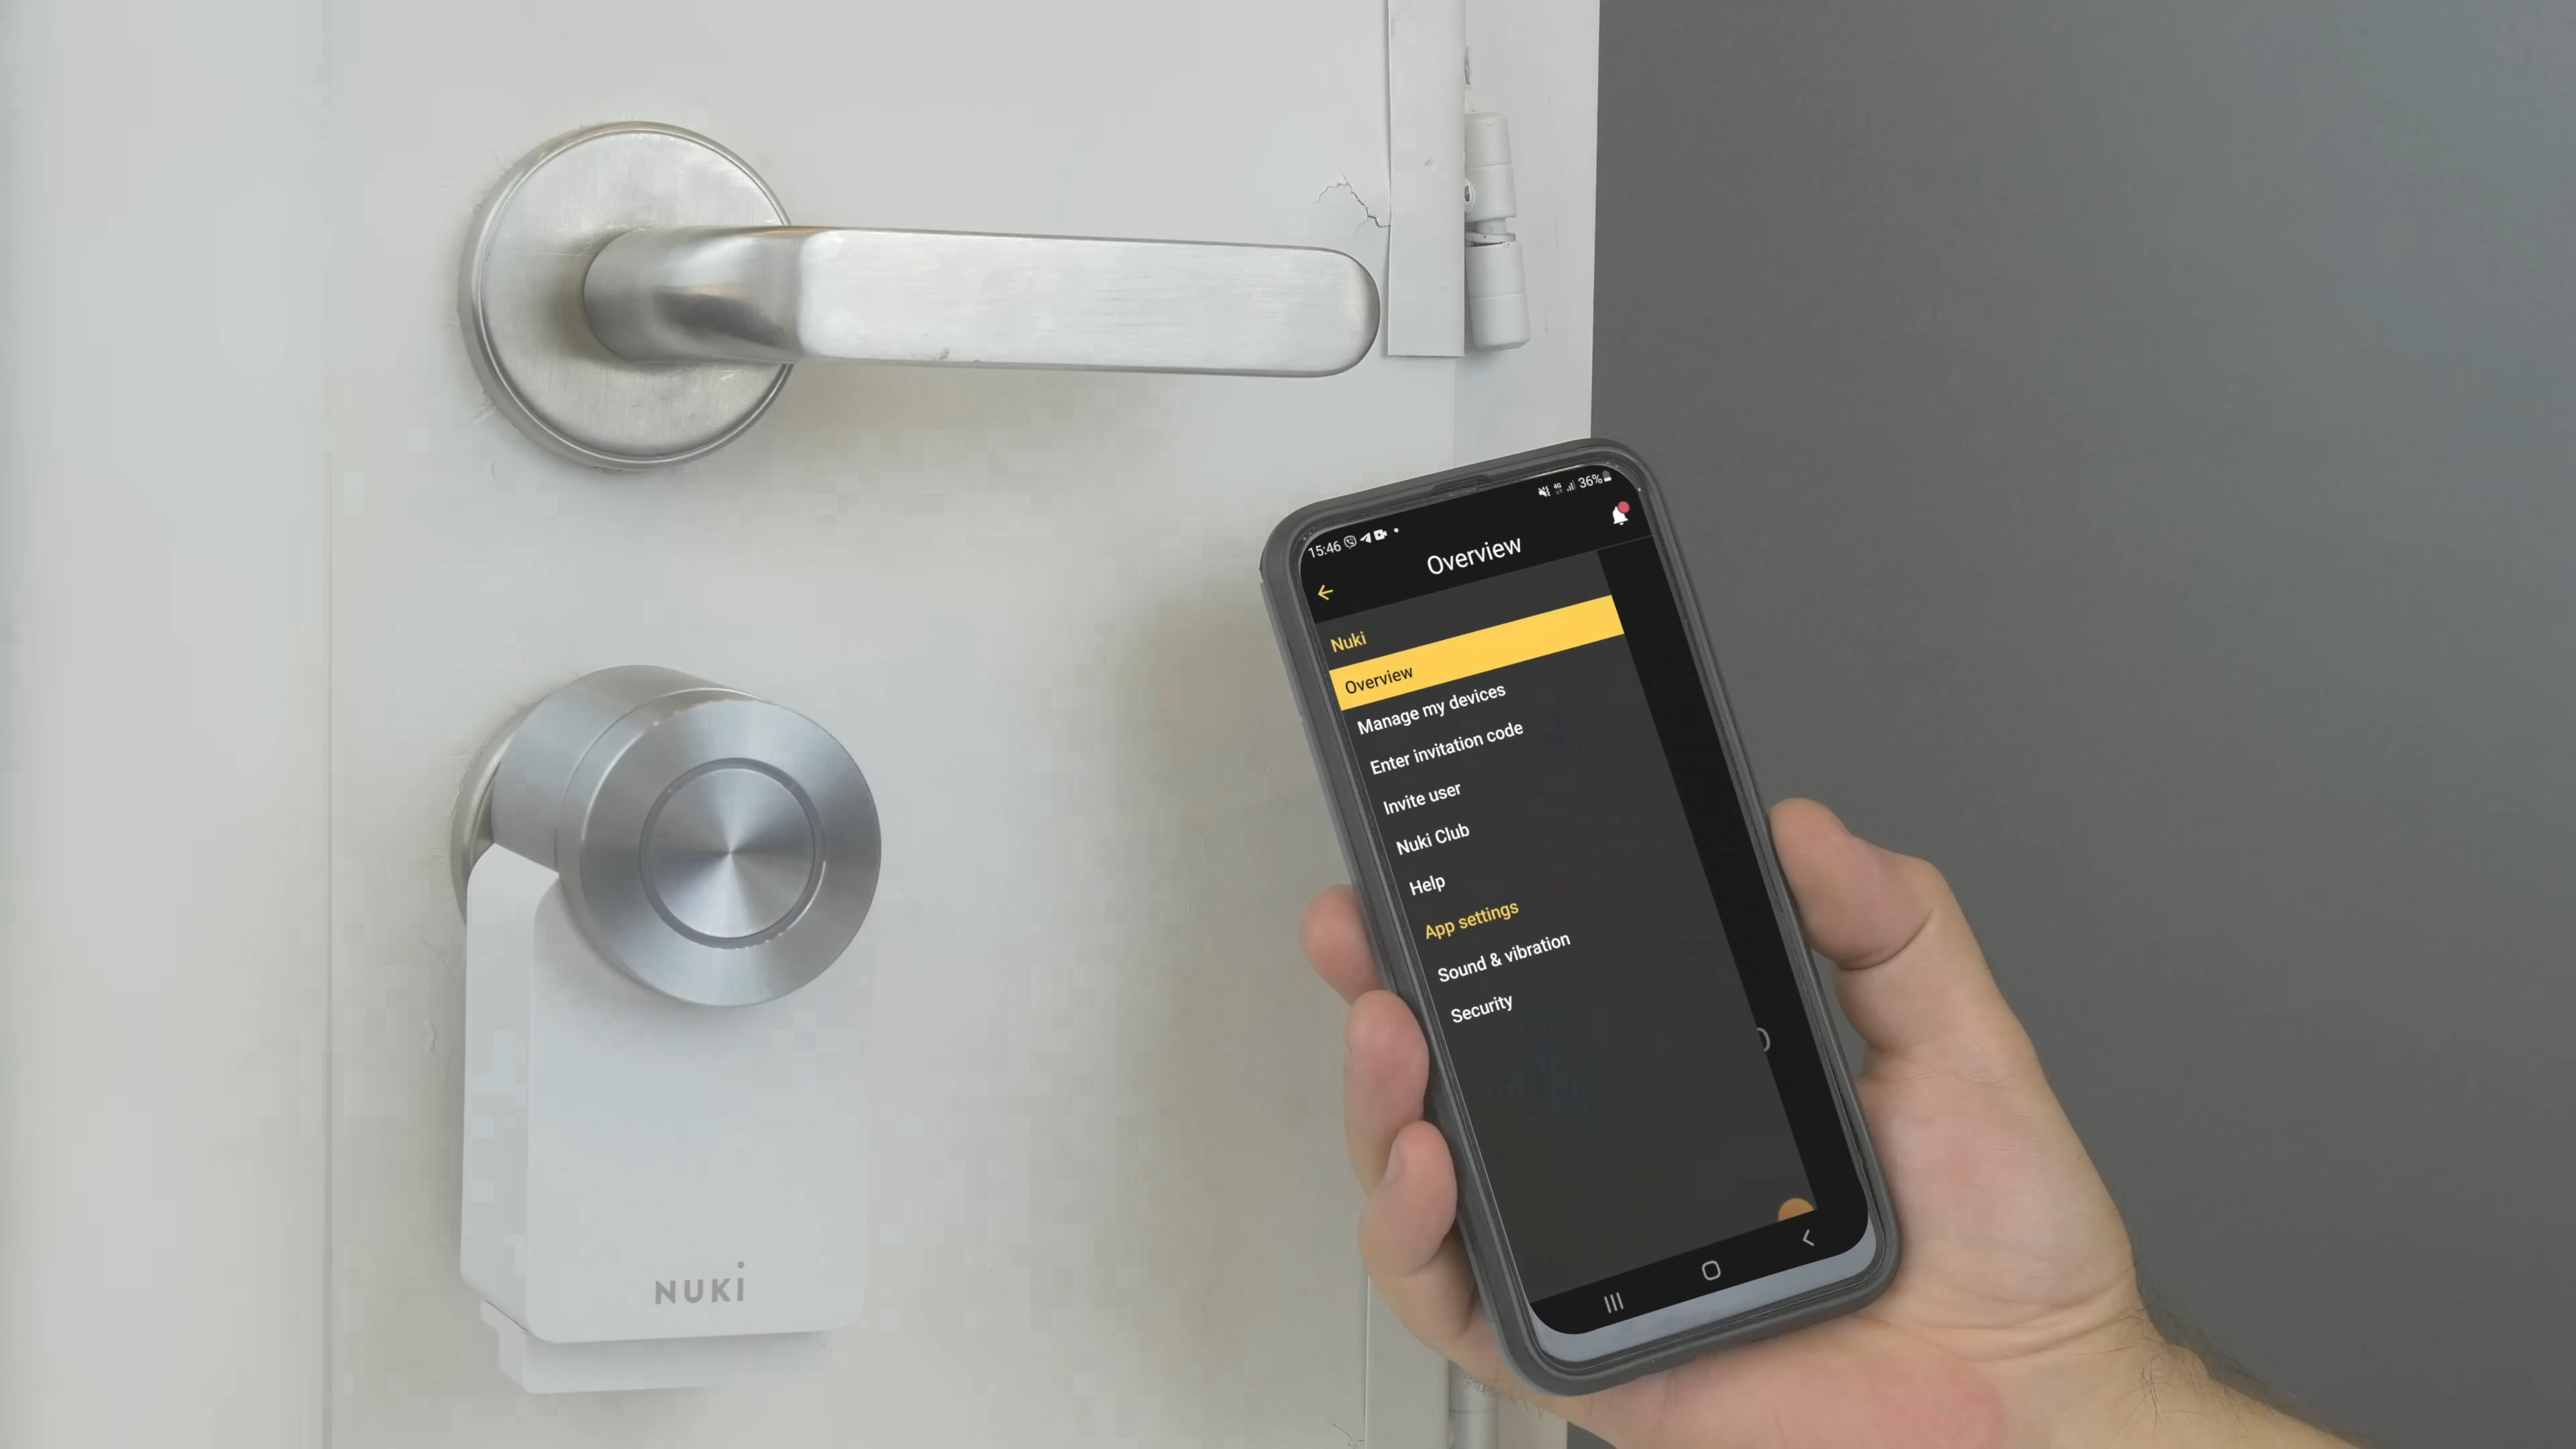 15:46
36%
Overview
Nuki
Overview
Manage my devices
Enter invitation code
Invite user
Nuki Club
Help
App settings
Sound & vibration
Security
NUKi